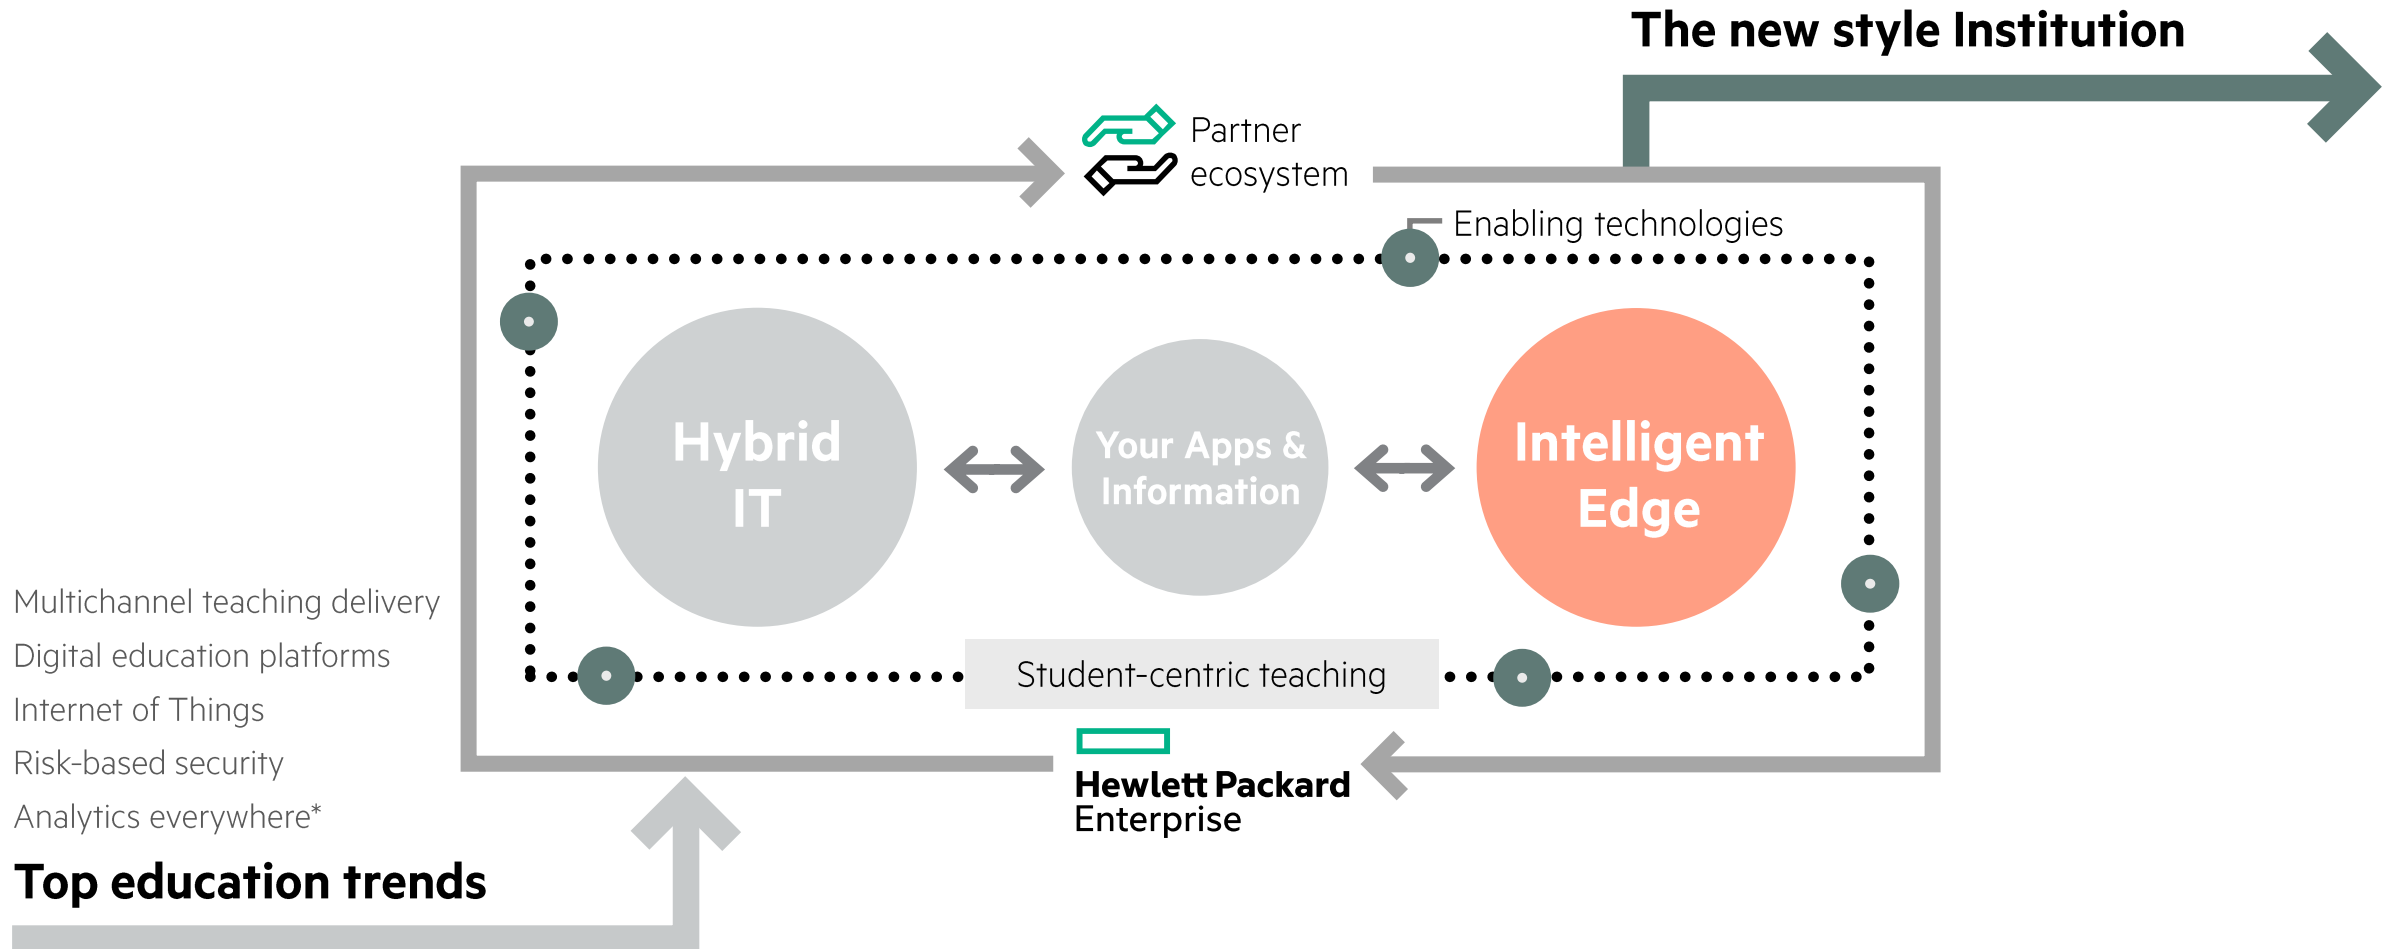 The new style Institution
Partner
ecosystem
Enabling technologies
Hybrid
IT
Your Apps &
Information
Intelligent
Edge
Student-centric teaching
Hewlett Packard
Enterprise
Multichannel teaching delivery
Digital education platforms
Internet of Things
Risk-based security
Analytics everywhere*
Top education trends